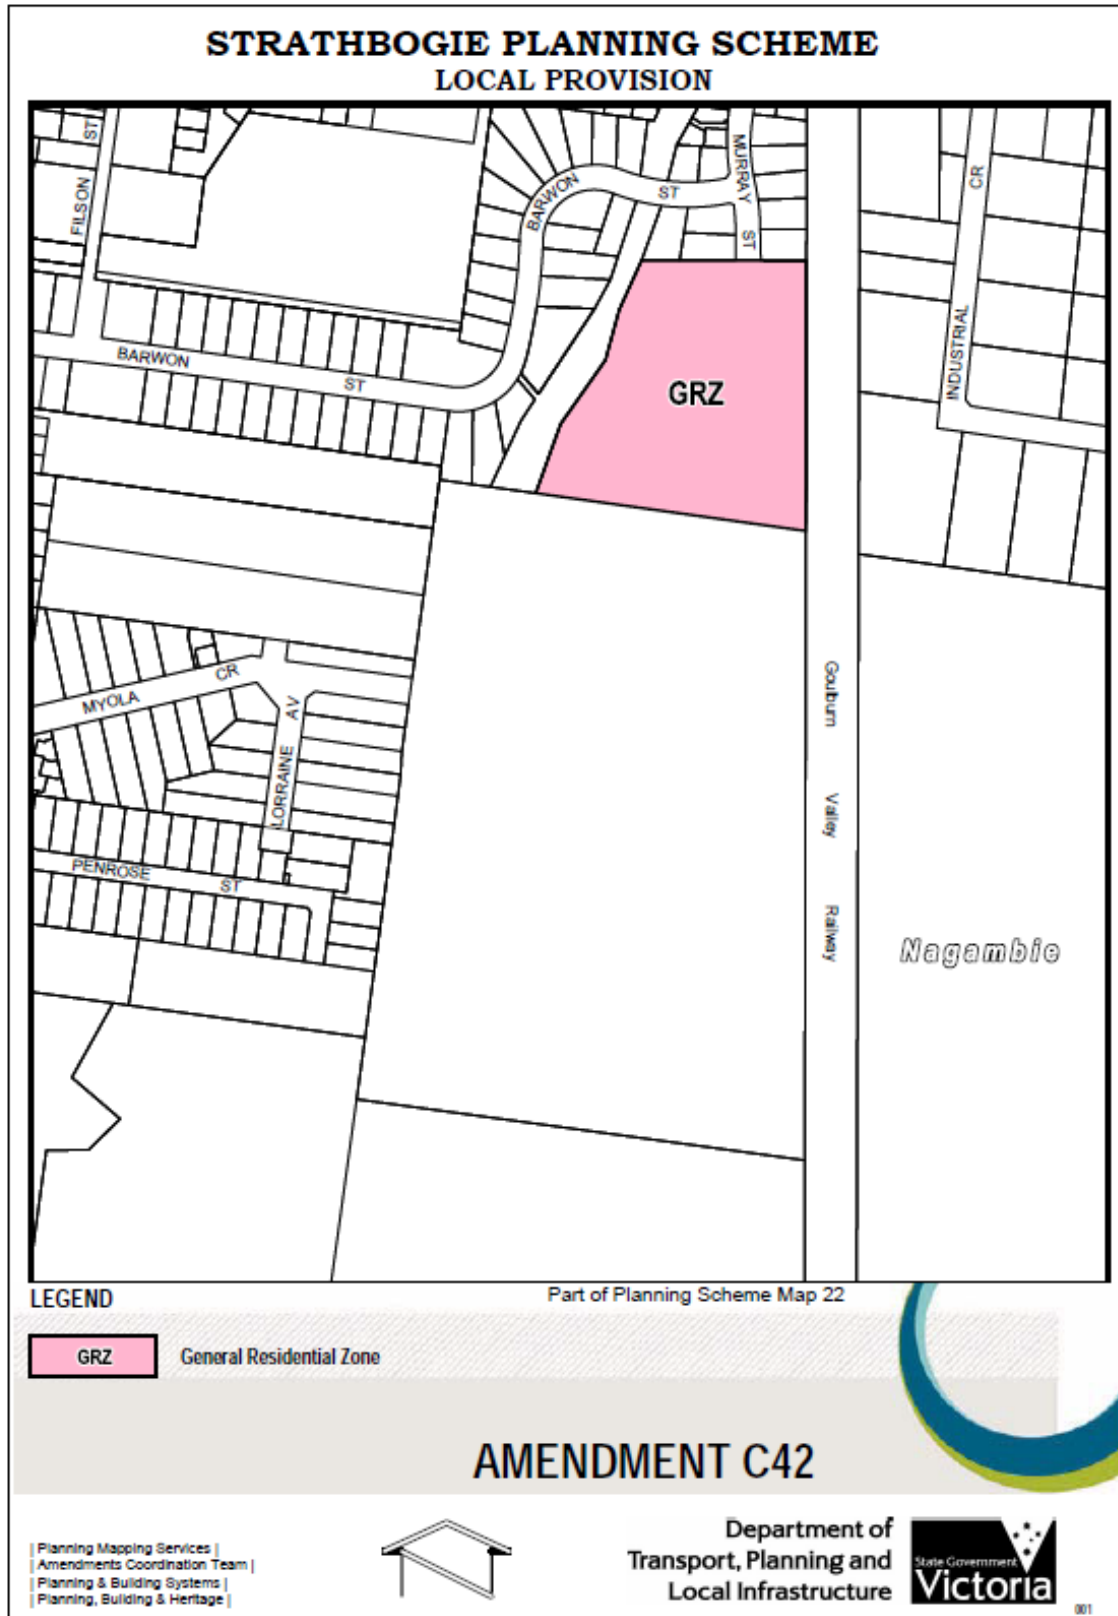 STRATHBOGIE PLANNING SCHEME
LOCAL PROVISION
FILSON ST
BARWON ST
MURRAY ST
INDUSTRIAL CR
BARWON ST
GRZ
MYOLA CR
LORRAINE AV
PENROSE ST
Goulburn Valley Railway
Nagambie
LEGEND
Part of Planning Scheme Map 22
GRZ General Residential Zone
AMENDMENT C42
| Planning Mapping Services |
| Amendments Coordination Team |
| Planning & Building Systems |
| Planning, Building & Heritage |
Department of
Transport, Planning and
Local Infrastructure
State Government
Victoria
001